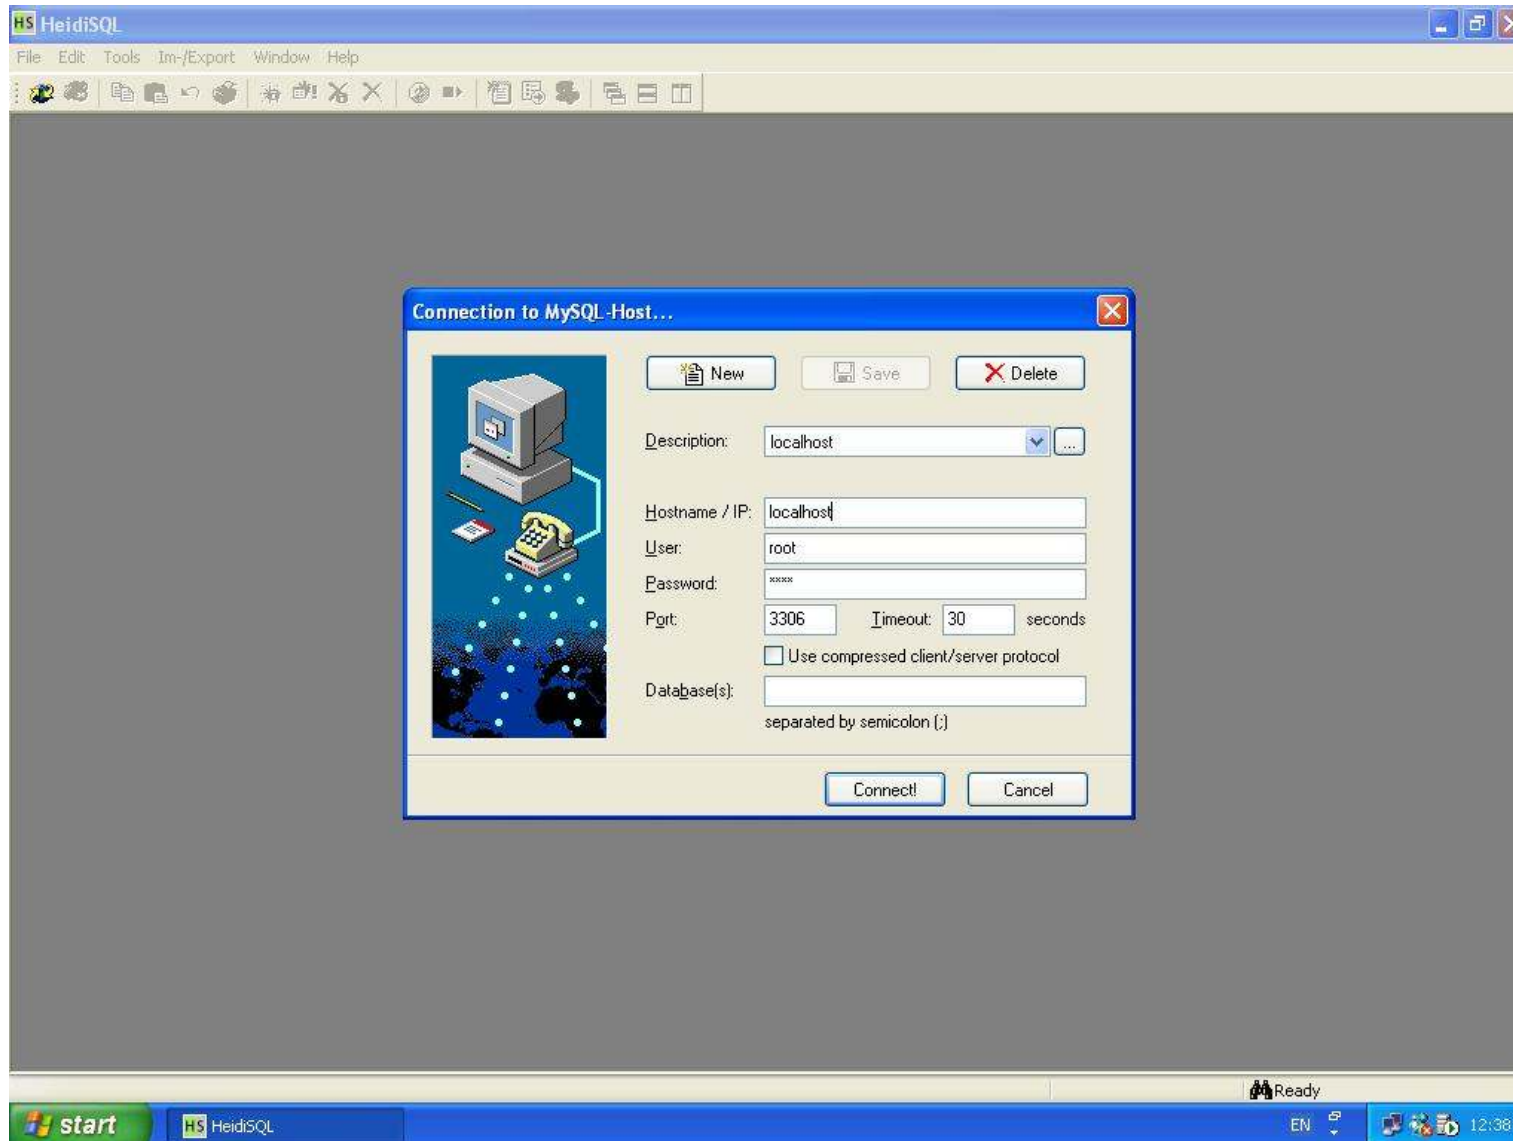 HS HeidiSQL
File Edit Tools Im-/Export Window Help
Connection to MySQL-Host...
New Save Delete
Description: localhost ...
Hostname / IP: localhost
User: root
Password: ****
Port: 3306 Timeout: 30 seconds
Use compressed client/server protocol
Database(s):
separated by semicolon (;)
Connect! Cancel
Ready
start HS HeidiSQL EN 12:38